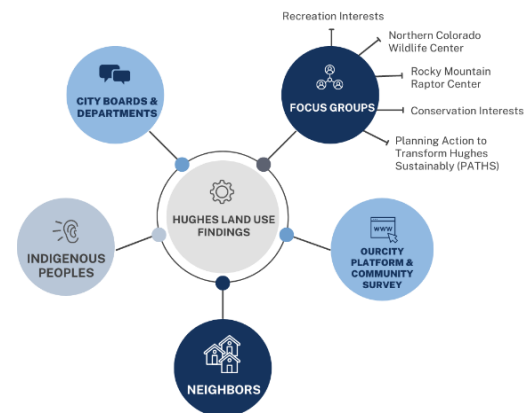 Recreation Interests
Northern Colorado
Wildlife Center
Rocky Mountain
Raptor Center
Conservation Interests
Planning Action to
Transform Hughes
Sustainably (PATHS)
FOCUS GROUPS
CITY BOARDS &
DEPARTMENTS
HUGHES LAND USE
FINDINGS
INDIGENOUS
PEOPLES
WWW
OURCITY
PLATFORM &
COMMUNITY
SURVEY
NEIGHBORS